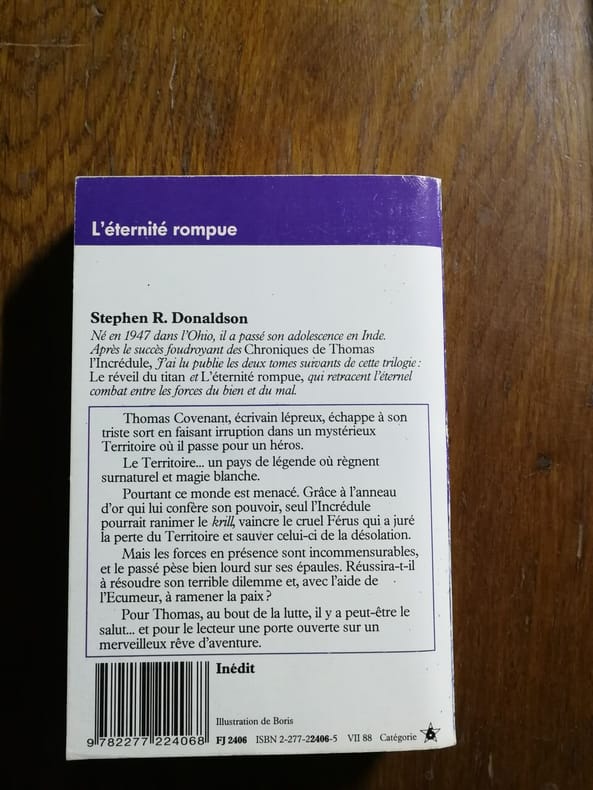 L'éternité rompue
Stephen R. Donaldson
Né en 1947 dans l'Ohio, il a passé son adolescence en Inde.
Après le succès foudroyant des Chroniques de Thomas
l'Incrédule, J'ai lu publie les deux tomes suivants de cette trilogie :
Le réveil du titan et L'éternité rompue, qui retracent l'éternel
combat entre les forces du bien et du mal.
Thomas Covenant, écrivain lépreux, échappe à son
triste sort en faisant irruption dans un mystérieux
Territoire où il passe pour un héros.
Le Territoire... un pays de légende où règnent
surnaturel et magie blanche.
Pourtant ce monde est menacé. Grâce à l'anneau
d'or qui lui confère son pouvoir, seul l'Incrédule
pourrait ranimer le krill, vaincre le cruel Férus qui a juré
la perte du Territoire et sauver celui-ci de la désolation.
Mais les forces en présence sont incommensurables,
et le passé pèse bien lourd sur ses épaules. Réussira-t-il
à résoudre son terrible dilemme et, avec l'aide de
l'Ecumeur, à ramener la paix ?
Pour Thomas, au bout de la lutte, il y a peut-être le
salut... et pour le lecteur une porte ouverte sur un
merveilleux rêve d'aventure.
Inédit
Illustration de Boris
9 782277 224068 FJ 2406 ISBN 2-277-22406-5 VII 88 Catégorie 6